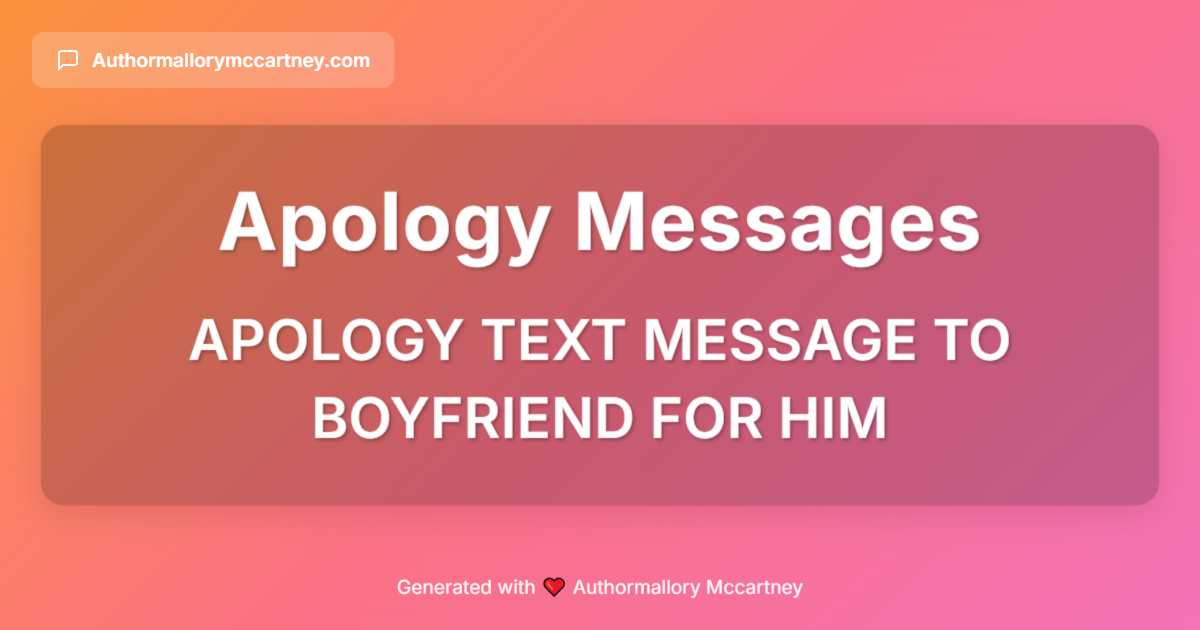 Authormallorymccartney.com
Apology Messages
APOLOGY TEXT MESSAGE TO
BOYFRIEND FOR HIM
Generated with ❤️ Authormallory Mccartney